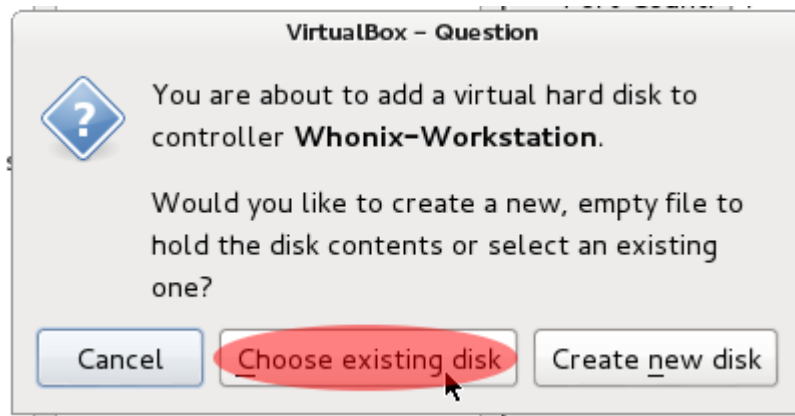 VirtualBox – Question
You are about to add a virtual hard disk to
controller Whonix-Workstation.
Would you like to create a new, empty file to
hold the disk contents or select an existing
one?
Cancel
Choose existing disk
Create new disk